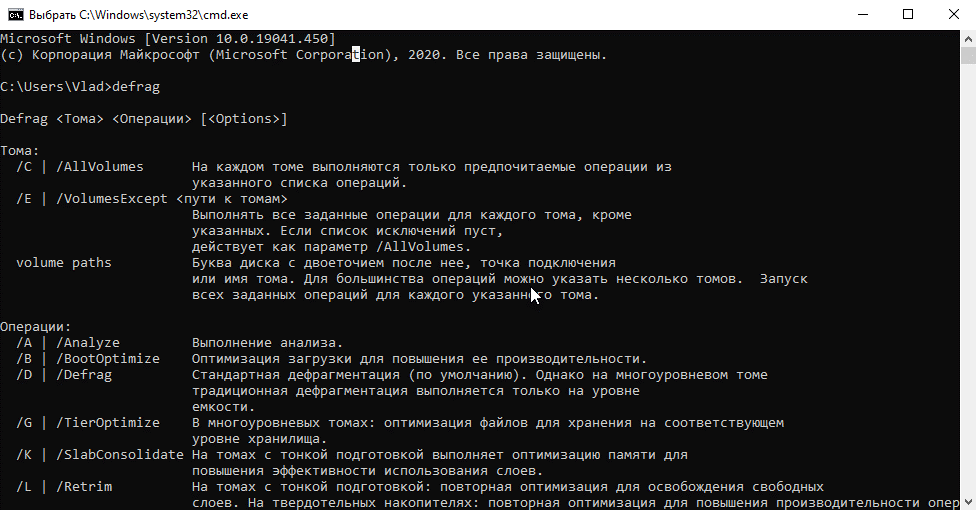 Выбрать C:\Windows\system32\cmd.exe
Microsoft Windows [Version 10.0.19041.450]
(c) Корпорация Майкрософт (Microsoft Corporation), 2020. Все права защищены.
C:\Users\Vlad>defrag
Defrag <Тома> <Операции> [<Options>]
Тома:
/C | /AllVolumes На каждом томе выполняются только предпочитаемые операции из
указанного списка операций.
/E | /VolumesExcept <пути к томам>
Выполнять все заданные операции для каждого тома, кроме
указанных. Если список исключений пуст,
действует как параметр /AllVolumes.
volume paths Буква диска с двоеточием после нее, точка подключения
или имя тома. Для большинства операций можно указать несколько томов. Запуск
всех заданных операций для каждого указанного тома.
Операции:
/A | /Analyze Выполнение анализа.
/B | /BootOptimize Оптимизация загрузки для повышения ее производительности.
/D | /Defrag Стандартная дефрагментация (по умолчанию). Однако на многоуровневом томе
традиционная дефрагментация выполняется только на уровне
емкости.
/G | /TierOptimize В многоуровневых томах: оптимизация файлов для хранения на соответствующем
уровне хранилища.
/K | /SlabConsolidate На томах с тонкой подготовкой выполняет оптимизацию памяти для
повышения эффективности использования слоев.
/L | /Retrim На томах с тонкой подготовкой: повторная оптимизация для освобождения свободных
слоев. На твердотельных накопителях: повторная оптимизация для повышения производительности опер